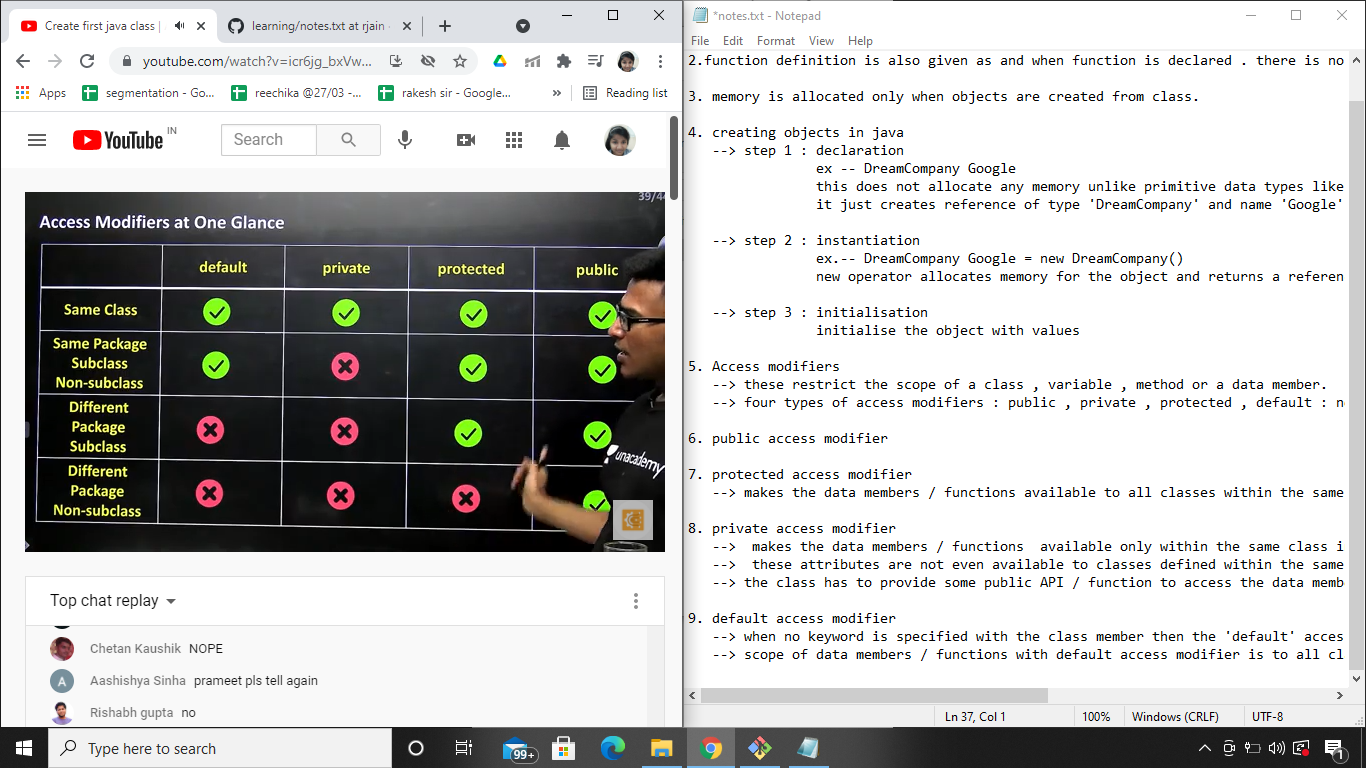 Create first java class |
learning/notes.txt at rjain
youtube.com/watch?v=icr6jg_bxVw...
Apps
segmentation - Go...
reechika @27/03 -...
rakesh sir - Google...
»
Reading list
YouTube IN
Search
39/44
Access Modifiers at One Glance
default private protected public
Same Class
Same Package
Subclass
Non-subclass
Different
Package
Subclass
Different
Package
Non-subclass
unacademy
Top chat replay
Chetan Kaushik NOPE
A Aashishya Sinha prameet pls tell again
Rishabh gupta no
*notes.txt - Notepad
File Edit Format View Help
2.function definition is also given as and when function is declared . there is no
3. memory is allocated only when objects are created from class.
4. creating objects in java
--> step 1 : declaration
ex -- DreamCompany Google
this does not allocate any memory unlike primitive data types like
it just creates reference of type 'DreamCompany' and name 'Google'
--> step 2 : instantiation
ex.-- DreamCompany Google = new DreamCompany()
new operator allocates memory for the object and returns a referen
--> step 3 : initialisation
initialise the object with values
5. Access modifiers
--> these restrict the scope of a class , variable , method or a data member.
--> four types of access modifiers : public , private , protected , default : n
6. public access modifier
7. protected access modifier
--> makes the data members / functions available to all classes within the same
8. private access modifier
-->  makes the data members / functions  available only within the same class i
-->  these attributes are not even available to classes defined within the same
--> the class has to provide some public API / function to access the data memb
9. default access modifier
--> when no keyword is specified with the class member then the 'default' acces
--> scope of data members / functions with default access modifier is to all cl
Ln 37, Col 1 100% Windows (CRLF) UTF-8
Type here to search
99+
1